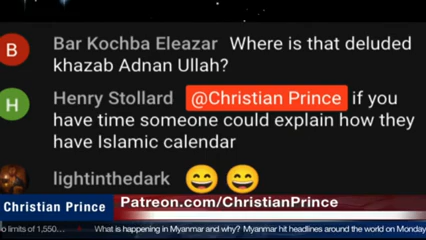 Bar Kochba Eleazar Where is that deluded
khazab Adnan Ullah?
Henry Stollard @Christian Prince if you
have time someone could explain how they
have Islamic calendar
lightinthedark 😄 😄
Christian Prince
Patreon.com/ChristianPrince
o limits of 1,550... What is happening in Myanmar and why? Myanmar hit headlines around the world on Monday